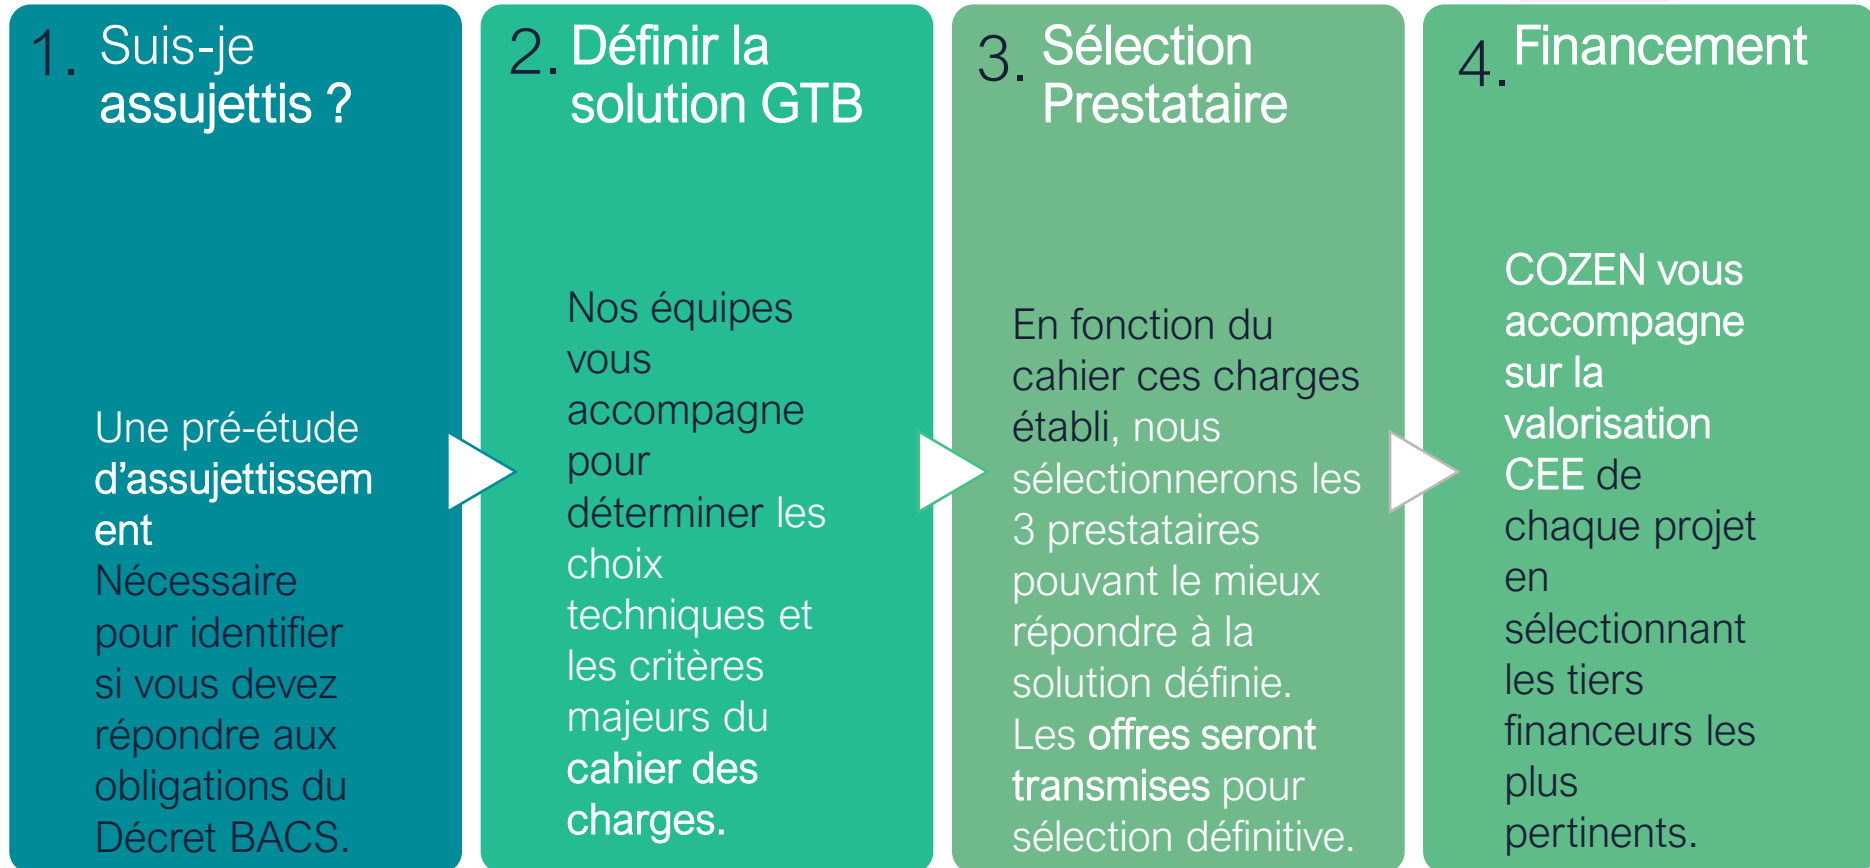 1. Suis-je
assujettis ?
Une pré-étude
d'assujettissem
ent
Nécessaire
pour identifier
si vous devez
répondre aux
obligations du
Décret BACS.
2. Définir la
solution GTB
Nos équipes
vous
accompagne
pour
déterminer les
choix
techniques et
les critères
majeurs du
cahier des
charges.
3. Sélection
Prestataire
En fonction du
cahier ces charges
établi, nous
sélectionnerons les
3 prestataires
pouvant le mieux
répondre à la
solution définie.
Les offres seront
transmises pour
sélection définitive.
4. Financement
COZEN vous
accompagne
sur la
valorisation
CEE de
chaque projet
en
sélectionnant
les tiers
financeurs les
plus
pertinents.